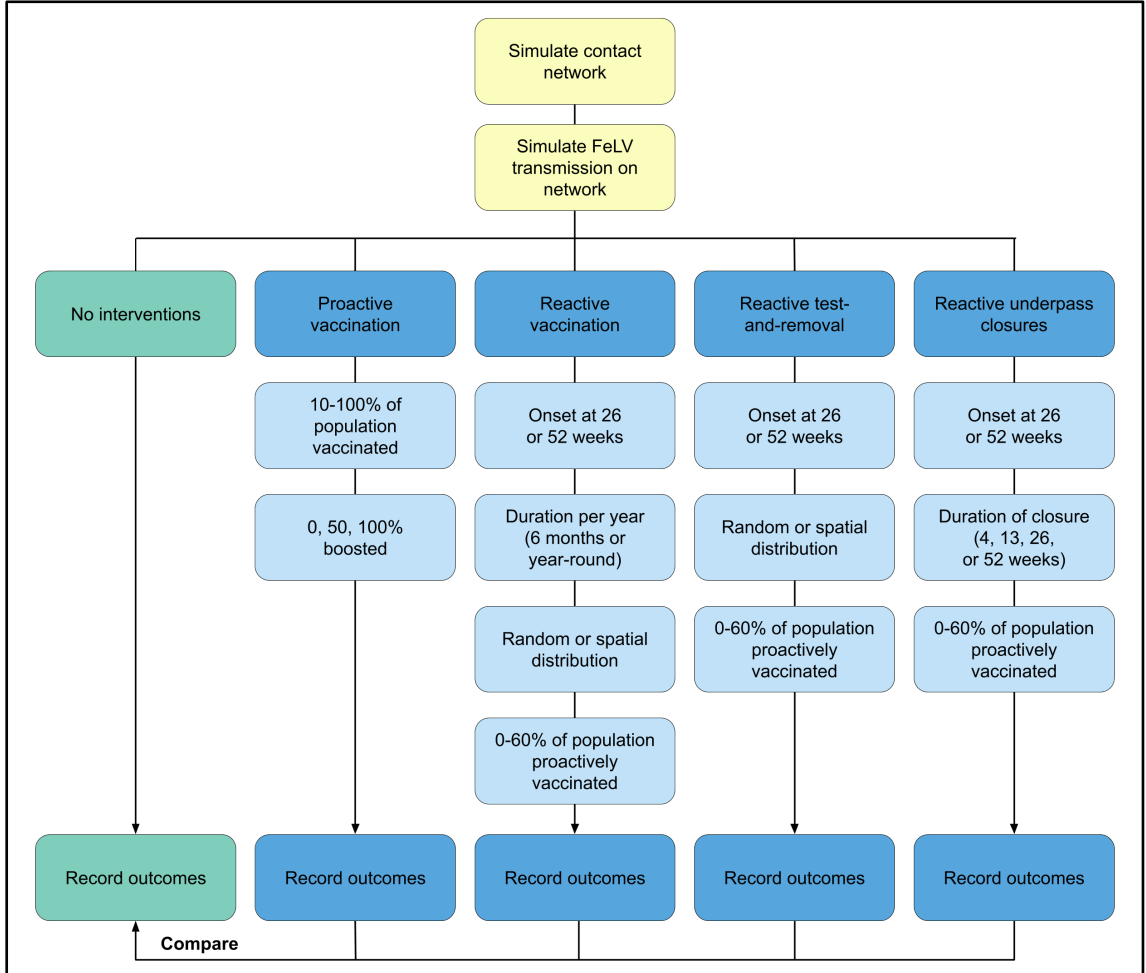 Simulate contact
network
Simulate FeLV
transmission on
network
No interventions
Proactive
vaccination
Reactive
vaccination
Reactive test-
and-removal
Reactive underpass
closures
10-100% of
population
vaccinated
Onset at 26
or 52 weeks
Onset at 26
or 52 weeks
Onset at 26
or 52 weeks
0, 50, 100%
boosted
Duration per year
(6 months or
year-round)
Random or spatial
distribution
Duration of closure
(4, 13, 26,
or 52 weeks)
Random or spatial
distribution
0-60% of population
proactively
vaccinated
0-60% of population
proactively
vaccinated
0-60% of population
proactively
vaccinated
Record outcomes
Record outcomes
Record outcomes
Record outcomes
Record outcomes
Compare